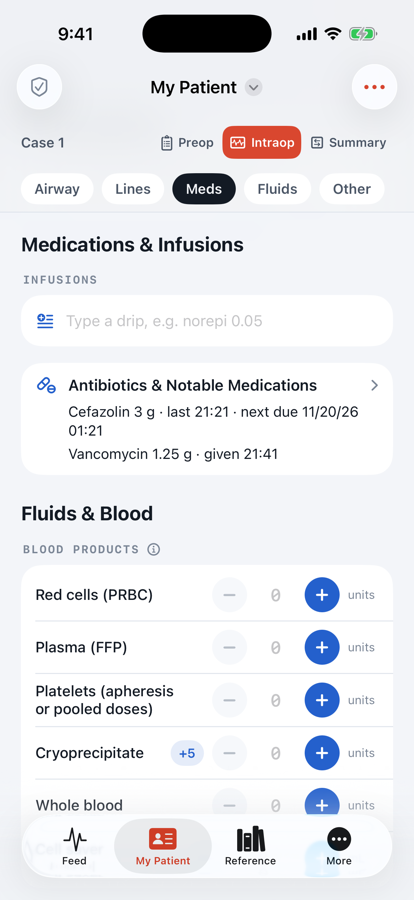 9:41
My Patient
Case 1
Preop
Intraop
Summary
Airway
Lines
Meds
Fluids
Other
Medications & Infusions
INFUSIONS
Type a drip, e.g. norepi 0.05
Antibiotics & Notable Medications
Cefazolin 3 g · last 21:21 · next due 11/20/26
01:21
Vancomycin 1.25 g · given 21:41
Fluids & Blood
BLOOD PRODUCTS
Red cells (PRBC) 0 units
Plasma (FFP) 0 units
Platelets (apheresis
or pooled doses) 0 units
Cryoprecipitate +5 0 units
Whole blood 0 units
Feed
My Patient
Reference
More